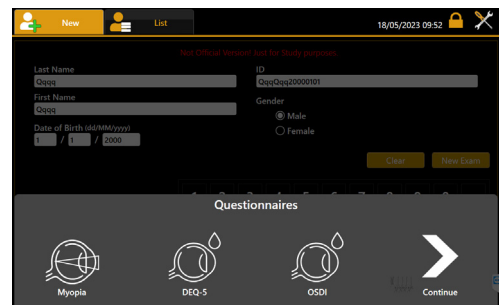 New
List
18/05/2023 09:52
Not Official Version! Just for Study purposes.
Last Name
ID
Qqqq
QqqQqq20000101
First Name
Gender
Qqqq
Male
Date of Birth (dd/MM/yyyy)
Female
1 / 1 / 2000
Clear
New Exam
Questionnaires
Myopia
DEQ-5
OSDI
Continue